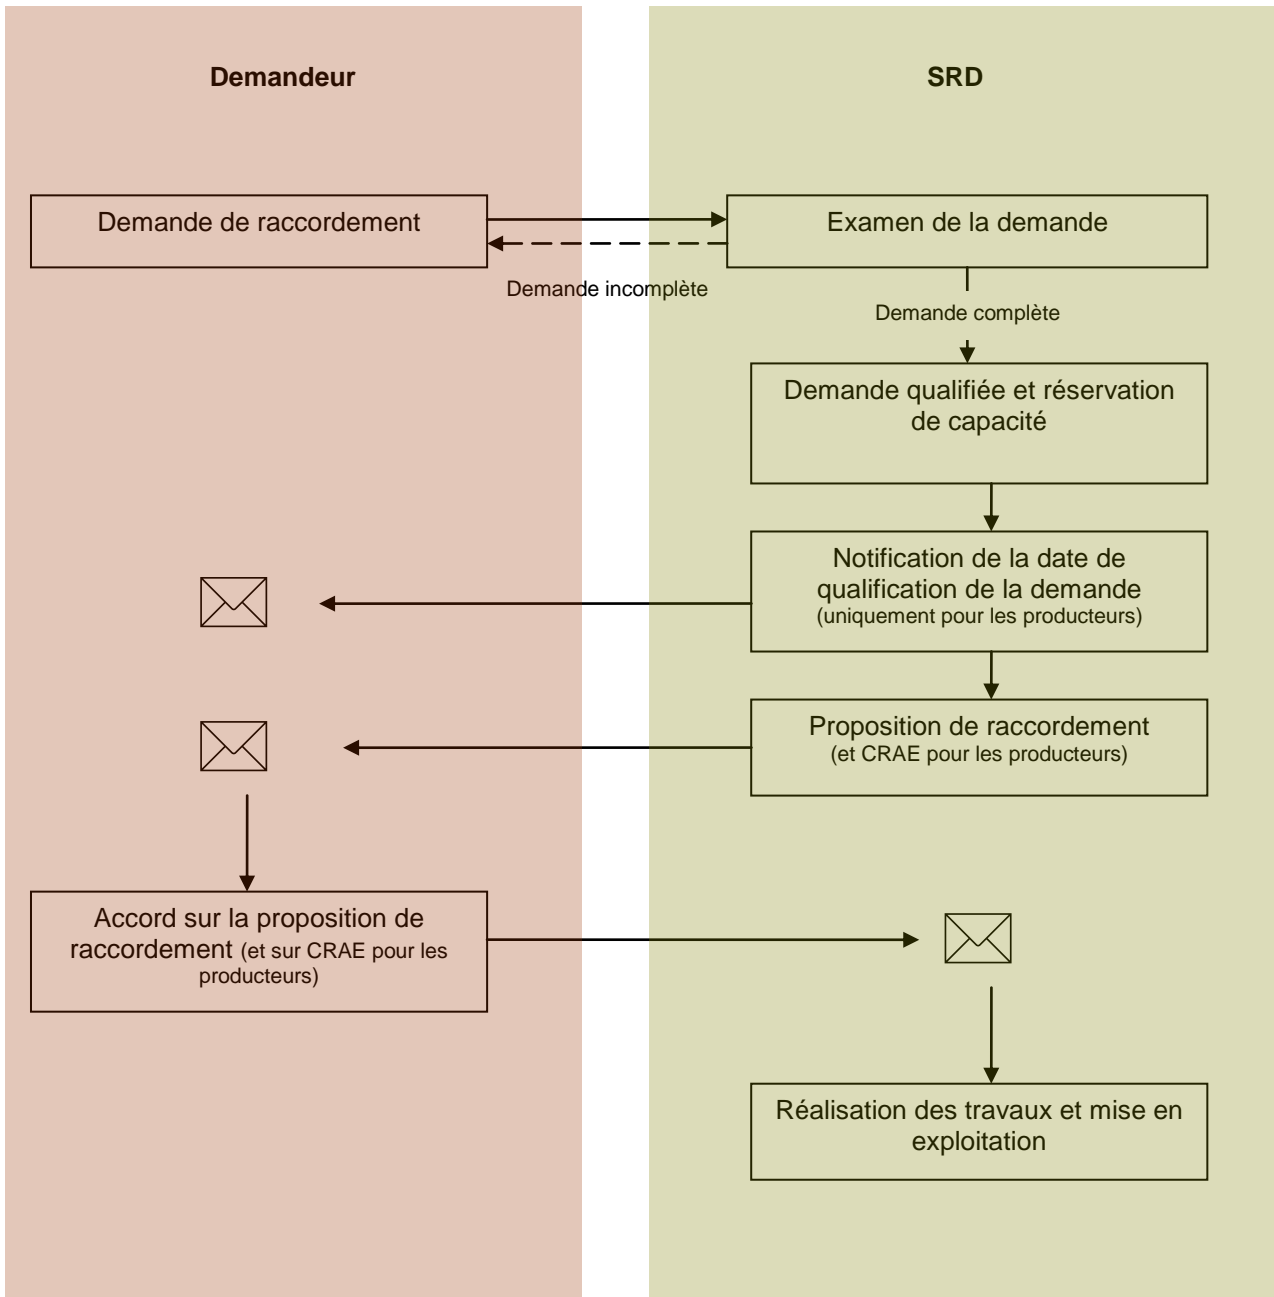 Demandeur
SRD
Demande de raccordement
Examen de la demande
Demande incomplète
Demande complète
Demande qualifiée et réservation
de capacité
Notification de la date de
qualification de la demande
(uniquement pour les producteurs)
Proposition de raccordement
(et CRAE pour les producteurs)
Accord sur la proposition de
raccordement (et sur CRAE pour les
producteurs)
Réalisation des travaux et mise en
exploitation